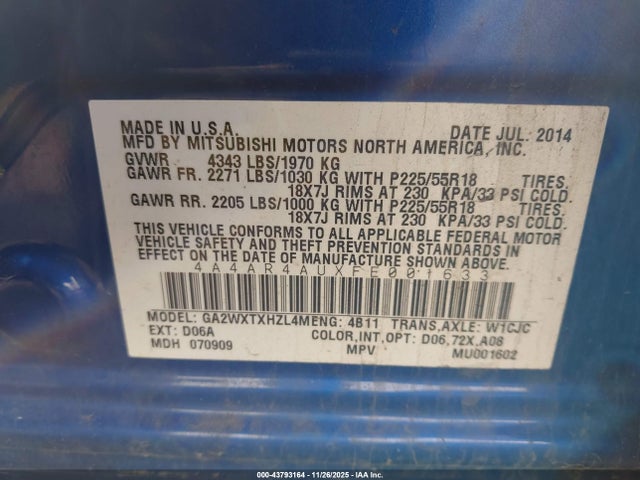 MADE IN U.S.A. DATE JUL. 2014
MFD BY MITSUBISHI MOTORS NORTH AMERICA, INC.
GVWR 4343 LBS/1970 KG
GAWR FR. 2271 LBS/1030 KG WITH P225/55R18 TIRES,
18X7J RIMS AT 230 KPA/33 PSI COLD.
GAWR RR. 2205 LBS/1000 KG WITH P225/55R18 TIRES,
18X7J RIMS AT 230 KPA/33 PSI COLD.
THIS VEHICLE CONFORMS TO ALL APPLICABLE FEDERAL MOTOR
VEHICLE SAFETY AND THEFT PREVENTION STANDARDS IN
EFFECT ON THE DATE OF MANUFACTURE SHOWN ABOVE.
4A4AR4AUXFE001633
MODEL: GA2WXTXHZL4MENG: 4B11 TRANS,AXLE: W1CJC
EXT: D06A COLOR,INT,OPT: D06,72X,A08
MDH 070909 MPV MU001602
000-43793164 - 11/26/2025 - IAAI